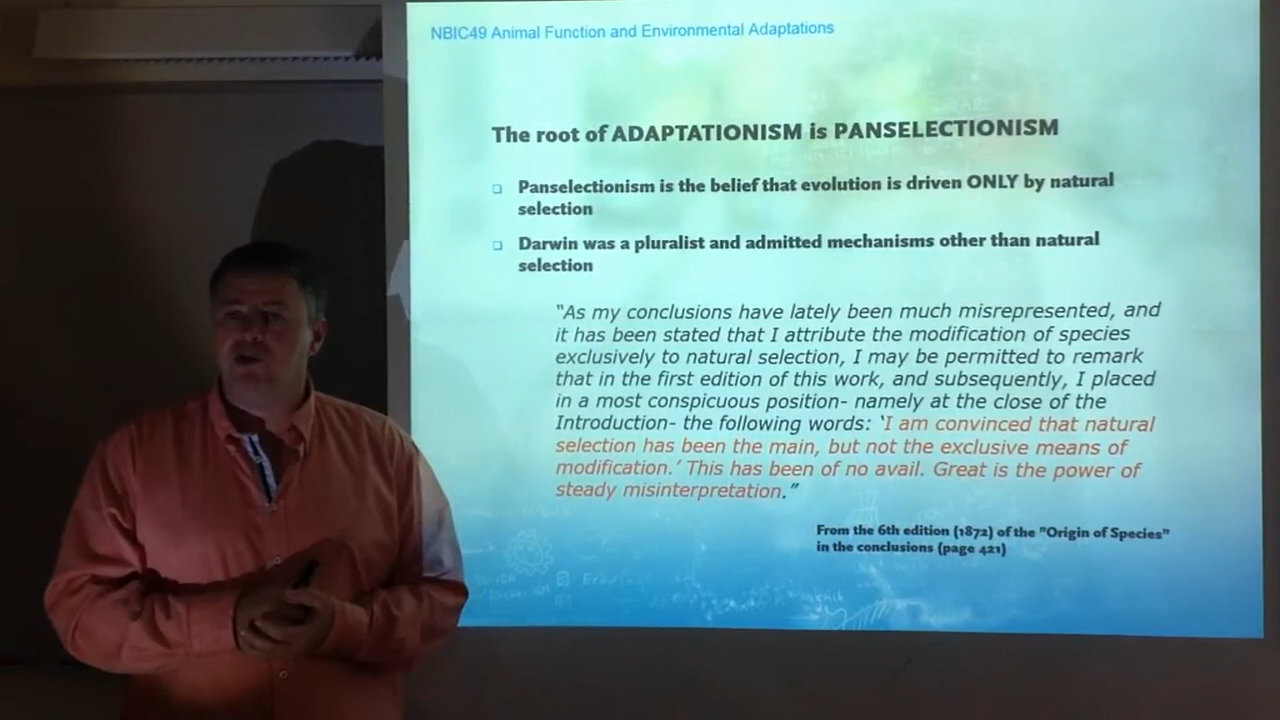 NBIC49 Animal Function and Environmental Adaptations
The root of ADAPTATIONISM is PANSELECTIONISM
Panselectionism is the belief that evolution is driven ONLY by natural
selection
Darwin was a pluralist and admitted mechanisms other than natural
selection
“As my conclusions have lately been much misrepresented, and
it has been stated that I attribute the modification of species
exclusively to natural selection, I may be permitted to remark
that in the first edition of this work, and subsequently, I placed
in a most conspicuous position- namely at the close of the
Introduction- the following words: ‘I am convinced that natural
selection has been the main, but not the exclusive means of
modification.’ This has been of no avail. Great is the power of
steady misinterpretation.”
From the 6th edition (1872) of the ”Origin of Species”
in the conclusions (page 421)